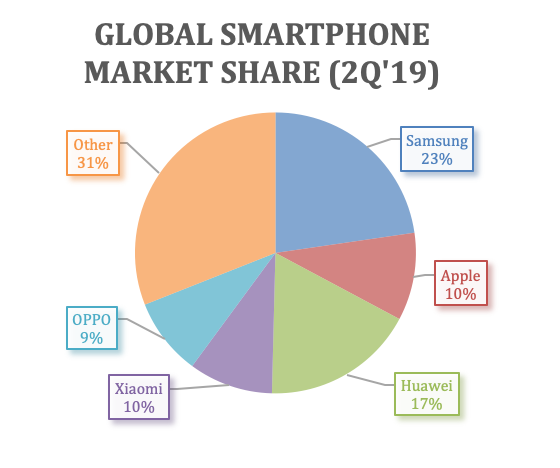 GLOBAL SMARTPHONE
MARKET SHARE (2Q'19)
Other
31%
Samsung
23%
Apple
10%
OPPO
9%
Xiaomi
10%
Huawei
17%